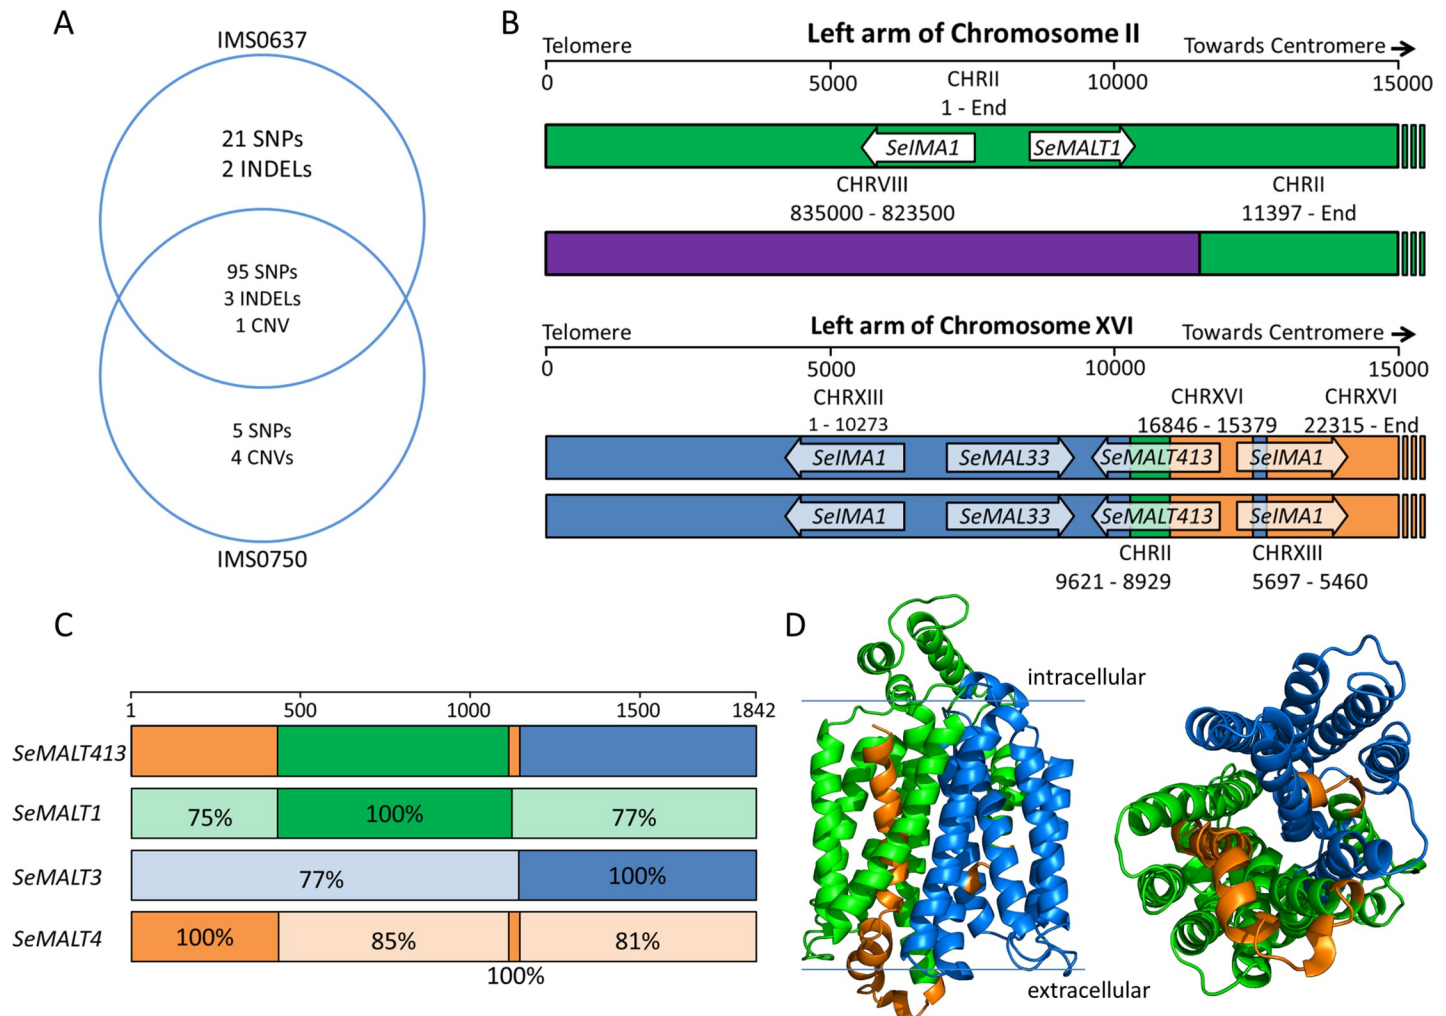 A
IMS0637
21 SNPs
2 INDELs
95 SNPs
3 INDELs
1 CNV
5 SNPs
4 CNVs
IMS0750
B
Left arm of Chromosome II
Telomere
Towards Centromere
0 5000 10000 15000
CHRII
1 - End
SeIMA1 SeMALT1
CHRVIII CHRII
835000 - 823500 11397 - End
Left arm of Chromosome XVI
Telomere
Towards Centromere
0 5000 10000 15000
CHRXIII CHRXVI CHRXVI
1 - 10273 16846 - 15379 22315 - End
SeIMA1 SeMAL33 SeMALT413 SeIMA1
SeIMA1 SeMAL33 SeMALT413 SeIMA1
CHRII CHRXIII
9621 - 8929 5697 - 5460
C
1 500 1000 1500 1842
SeMALT413
SeMALT1 75% 100% 77%
SeMALT3 77% 100%
SeMALT4 100% 85% 81%
100%
D
intracellular
extracellular